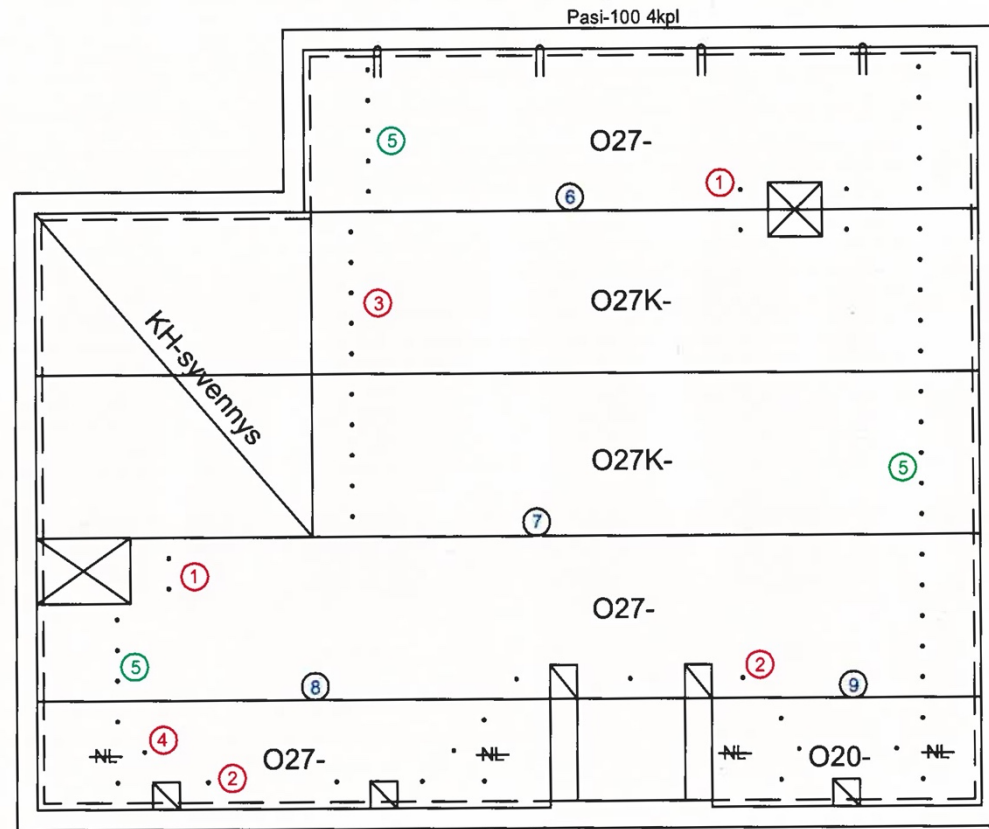 Pasi-100 4kpl
5
O27-
1
6
3
O27K-
KH-syvennys
O27K-
5
7
1
O27-
5
2
8
9
4
NL
O27-
NL
NL
O20-
NL
2